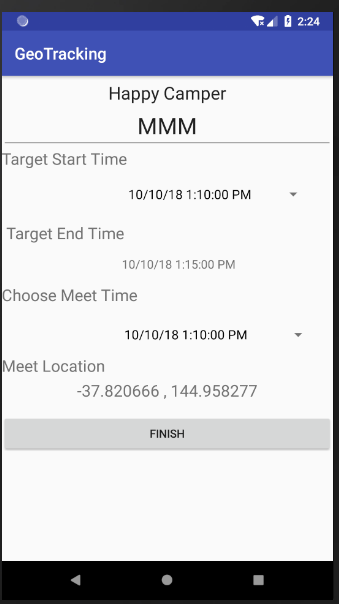 2:24
GeoTracking
Happy Camper
MMM
Target Start Time
10/10/18 1:10:00 PM
Target End Time
10/10/18 1:15:00 PM
Choose Meet Time
10/10/18 1:10:00 PM
Meet Location
-37.820666 , 144.958277
FINISH